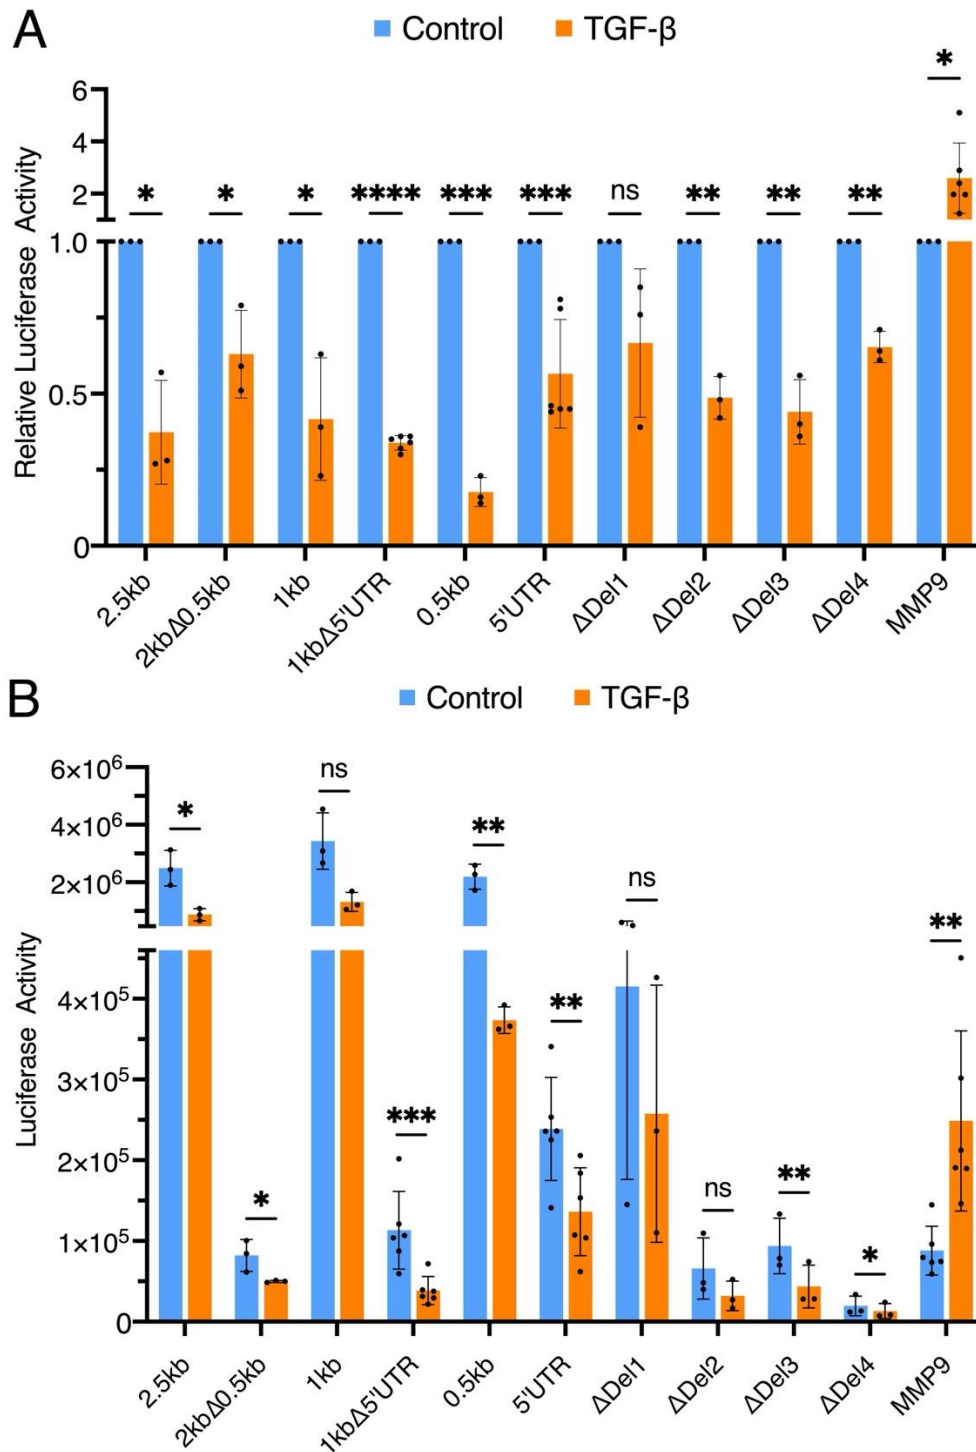 A
Control TGF-β
Relative Luciferase Activity
6
4
2
1.0
0.5
0
* * * **** *** *** ns ** ** ** *
2.5kb 2kbΔ0.5kb 1kb 1kbΔ5'UTR 0.5kb 5'UTR ΔDel1 ΔDel2 ΔDel3 ΔDel4 MMP9
B
Control TGF-β
Luciferase Activity
6×10⁶
4×10⁶
2×10⁶
4×10⁵
3×10⁵
2×10⁵
1×10⁵
0
* * ns *** ** ** ns ns ** * **
2.5kb 2kbΔ0.5kb 1kb 1kbΔ5'UTR 0.5kb 5'UTR ΔDel1 ΔDel2 ΔDel3 ΔDel4 MMP9